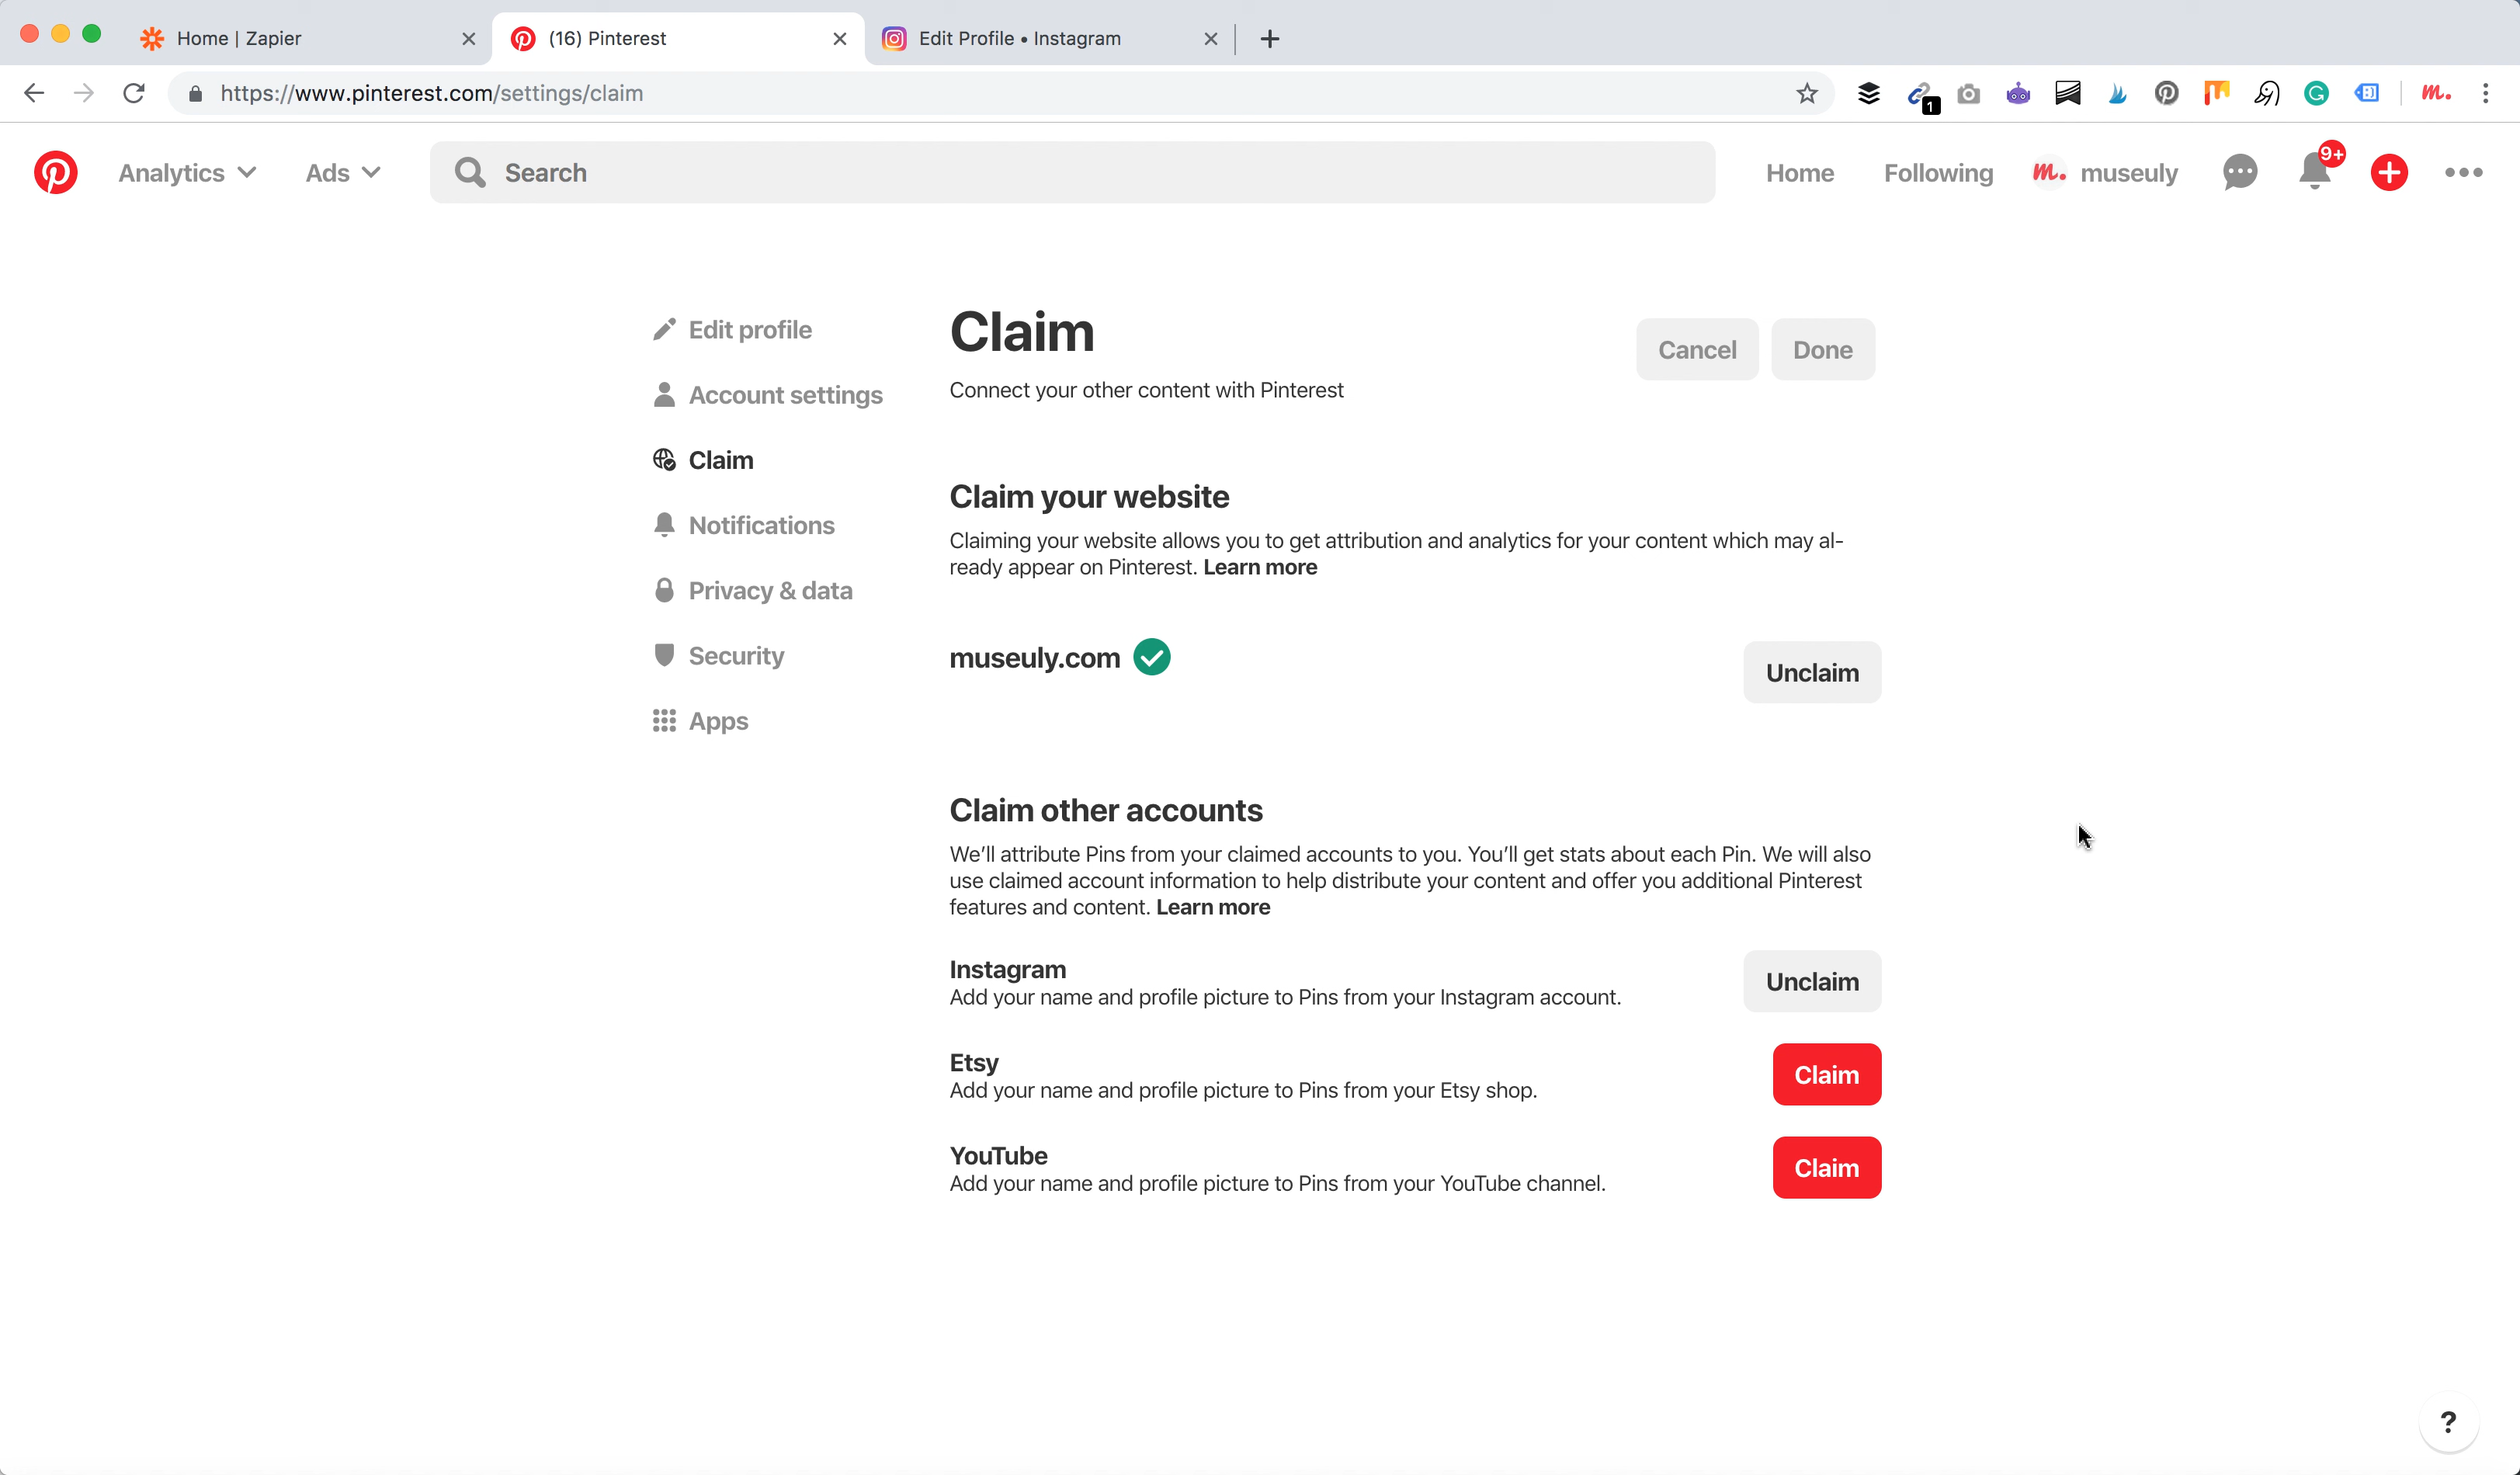 Home | Zapier
(16) Pinterest
Edit Profile • Instagram
https://www.pinterest.com/settings/claim
1
m.
Analytics
Ads
Search
Home
Following
m. museuly
9+
Edit profile
Account settings
Claim
Notifications
Privacy & data
Security
Apps
Claim
Cancel
Done
Connect your other content with Pinterest
Claim your website
Claiming your website allows you to get attribution and analytics for your content which may al-
ready appear on Pinterest. Learn more
museuly.com
Unclaim
Claim other accounts
We'll attribute Pins from your claimed accounts to you. You'll get stats about each Pin. We will also
use claimed account information to help distribute your content and offer you additional Pinterest
features and content. Learn more
Instagram
Add your name and profile picture to Pins from your Instagram account.
Unclaim
Etsy
Add your name and profile picture to Pins from your Etsy shop.
Claim
YouTube
Add your name and profile picture to Pins from your YouTube channel.
Claim
?